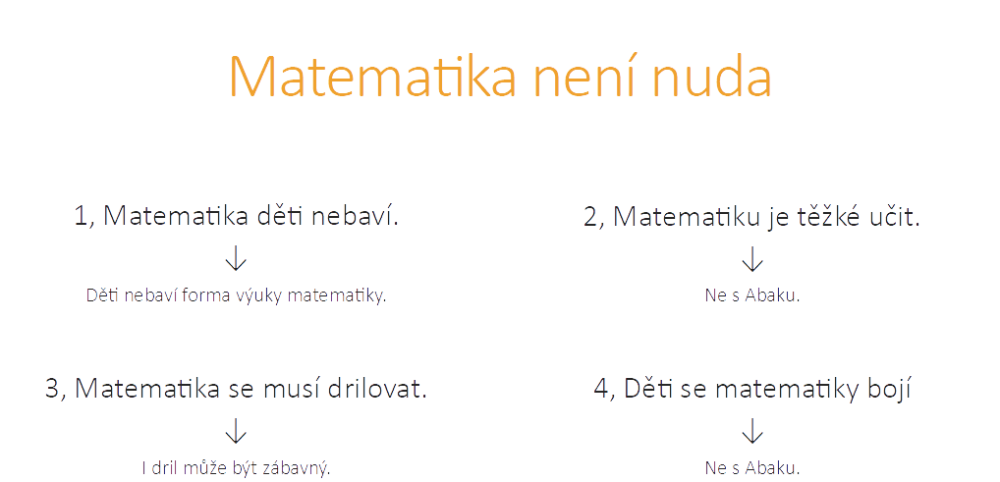 Matematika není nuda
1, Matematika děti nebaví.
Děti nebaví forma výuky matematiky.
2, Matematiku je těžké učit.
Ne s Abaku.
3, Matematika se musí drilovat.
I dril může být zábavný.
4, Děti se matematiky bojí
Ne s Abaku.